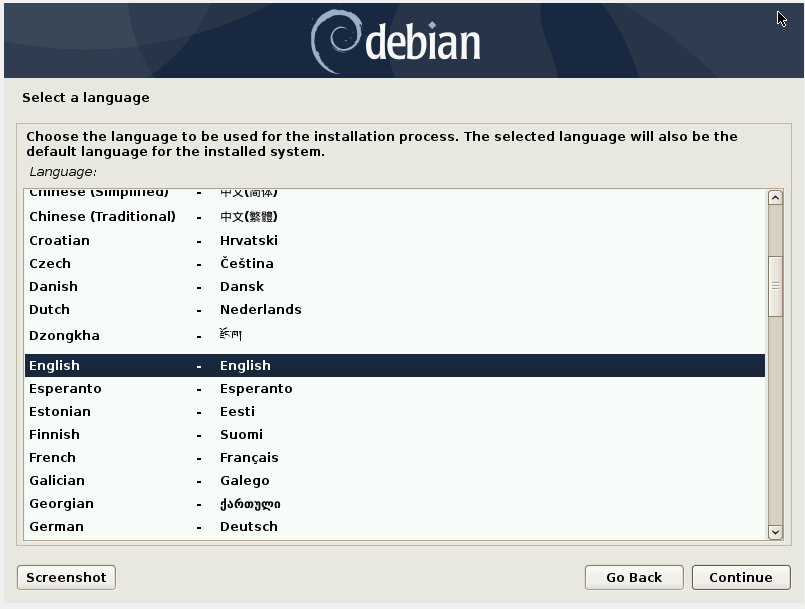 debian
Select a language
Choose the language to be used for the installation process. The selected language will also be the
default language for the installed system.
Language:
Chinese (Simplified) - 中文(简体)
Chinese (Traditional) - 中文(繁體)
Croatian - Hrvatski
Czech - Čeština
Danish - Dansk
Dutch - Nederlands
Dzongkha - རྫོང་ཁ།
English - English
Esperanto - Esperanto
Estonian - Eesti
Finnish - Suomi
French - Français
Galician - Galego
Georgian - ქართული
German - Deutsch
Screenshot Go Back Continue